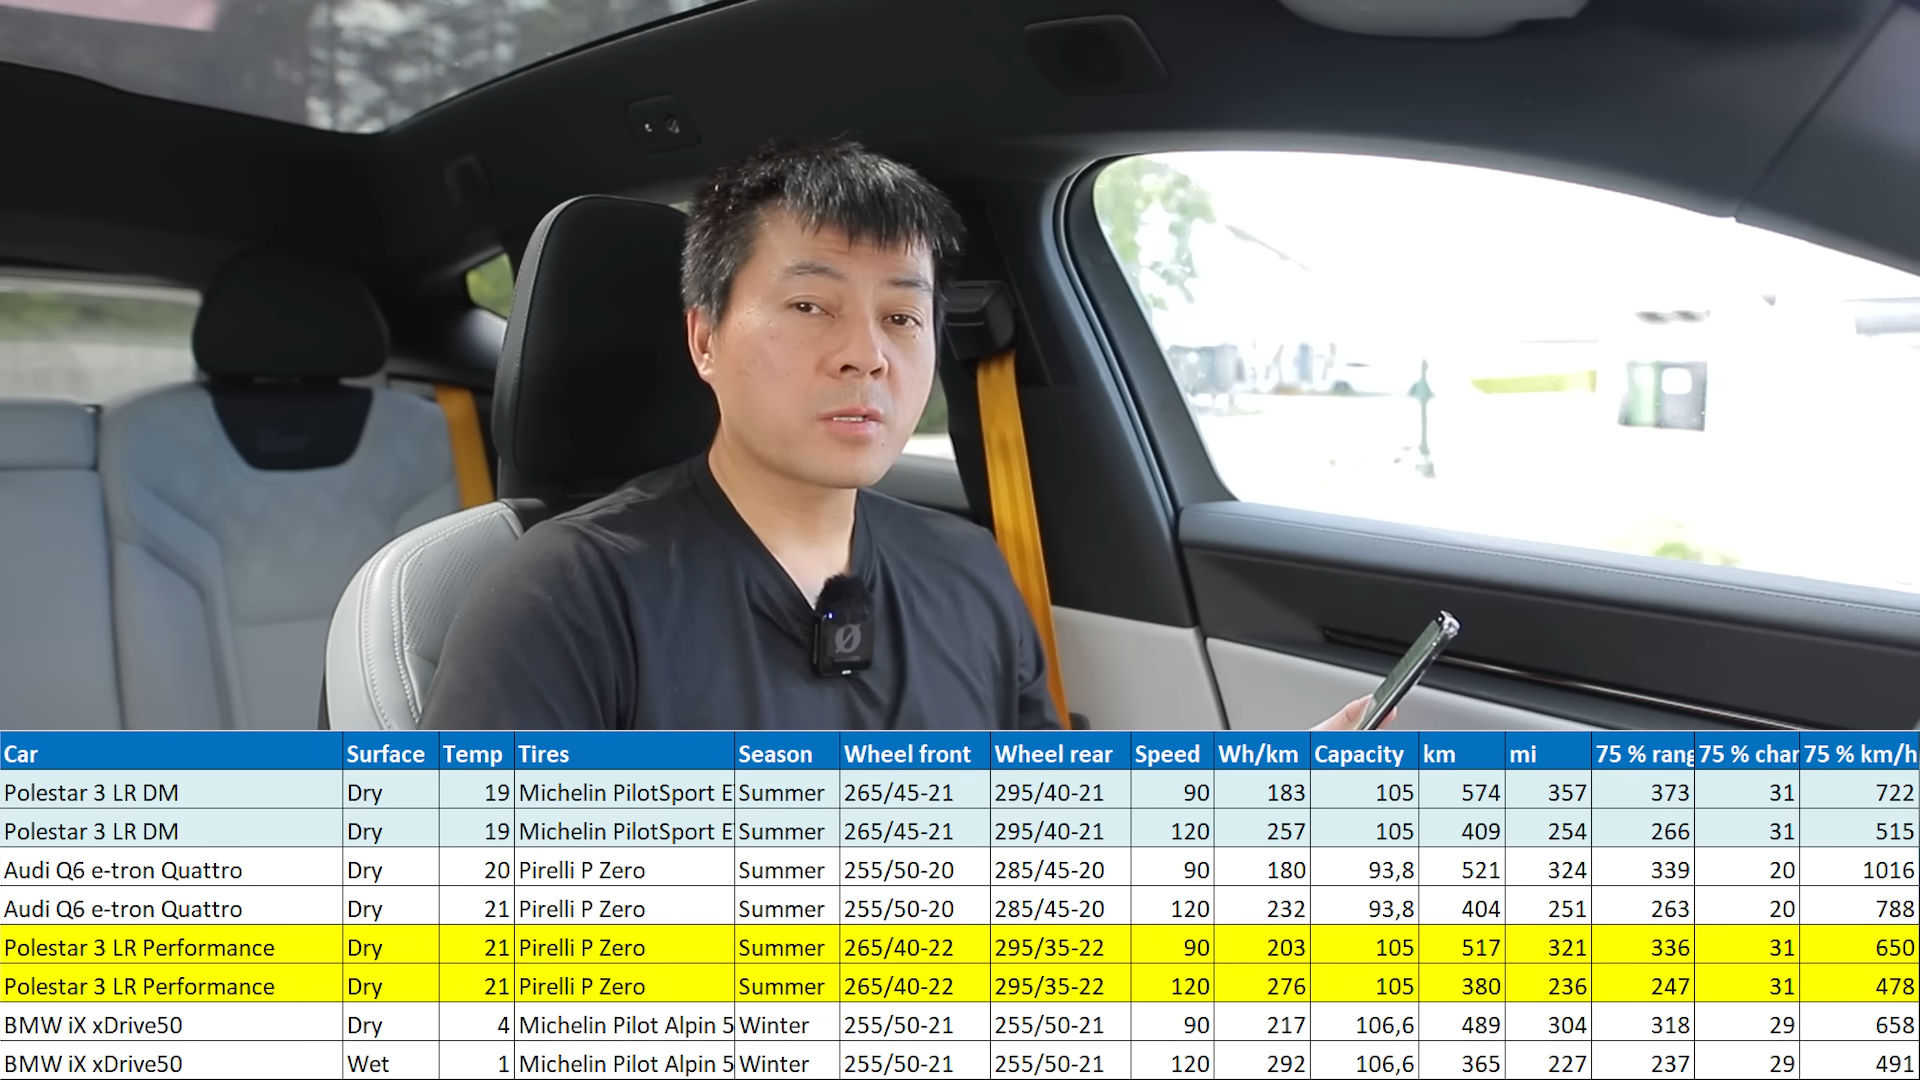 Car Surface Temp Tires Season Wheel front Wheel rear Speed Wh/km Capacity km mi 75 % rang 75 % char 75 % km/h
Polestar 3 LR DM Dry 19 Michelin PilotSport E Summer 265/45-21 295/40-21 90 183 105 574 357 373 31 722
Polestar 3 LR DM Dry 19 Michelin PilotSport E Summer 265/45-21 295/40-21 120 257 105 409 254 266 31 515
Audi Q6 e-tron Quattro Dry 20 Pirelli P Zero Summer 255/50-20 285/45-20 90 180 93,8 521 324 339 20 1016
Audi Q6 e-tron Quattro Dry 21 Pirelli P Zero Summer 255/50-20 285/45-20 120 232 93,8 404 251 263 20 788
Polestar 3 LR Performance Dry 21 Pirelli P Zero Summer 265/40-22 295/35-22 90 203 105 517 321 336 31 650
Polestar 3 LR Performance Dry 21 Pirelli P Zero Summer 265/40-22 295/35-22 120 276 105 380 236 247 31 478
BMW iX xDrive50 Dry 4 Michelin Pilot Alpin 5 Winter 255/50-21 255/50-21 90 217 106,6 489 304 318 29 658
BMW iX xDrive50 Wet 1 Michelin Pilot Alpin 5 Winter 255/50-21 255/50-21 120 292 106,6 365 227 237 29 491